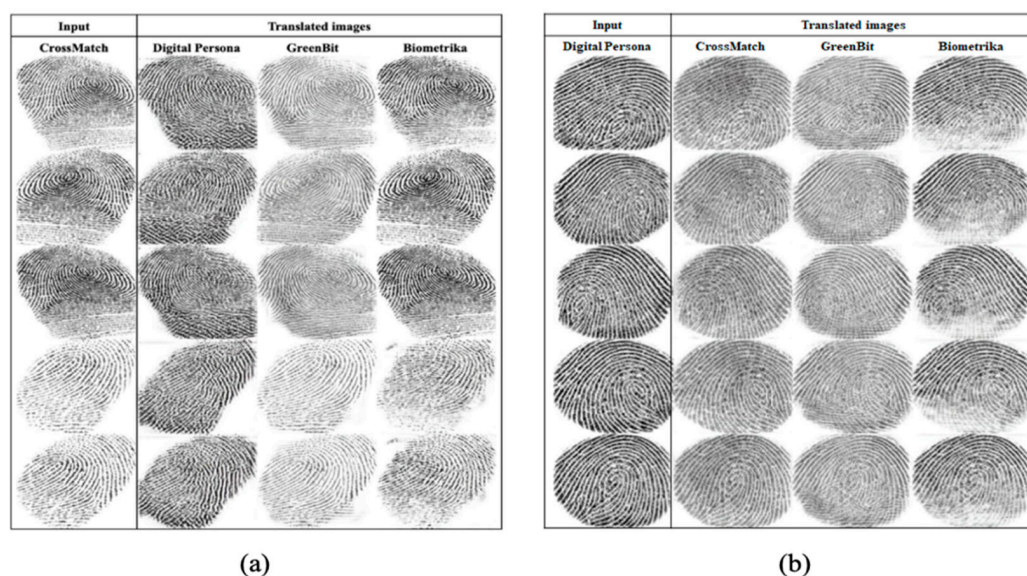 Input Translated images
CrossMatch Digital Persona GreenBit Biometrika
(a)
Input Translated images
Digital Persona CrossMatch GreenBit Biometrika
(b)